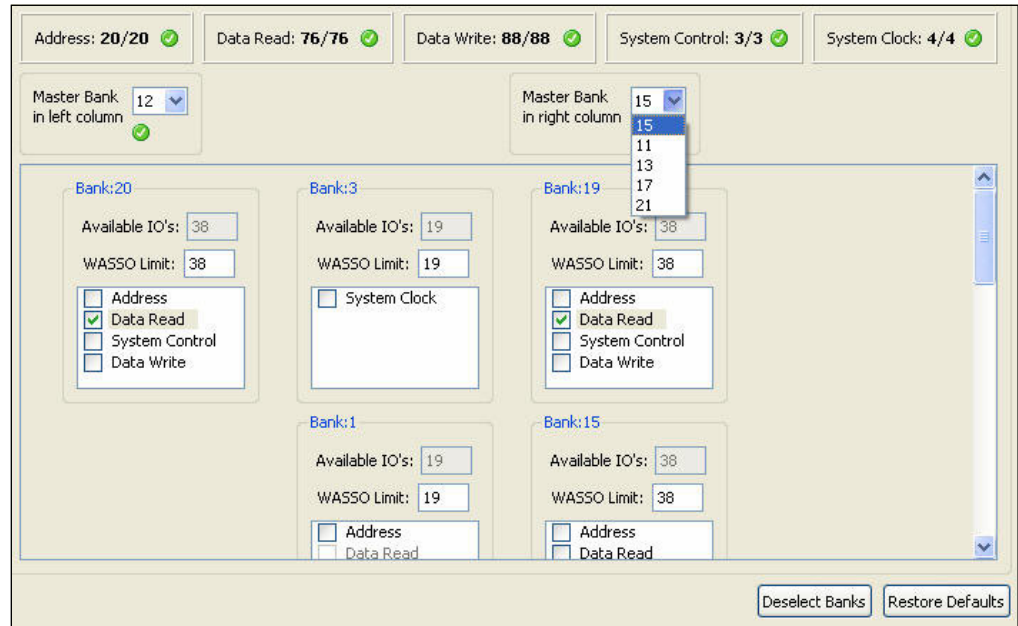 Address: 20/20
Data Read: 76/76
Data Write: 88/88
System Control: 3/3
System Clock: 4/4
Master Bank
in left column
12
Master Bank
in right column
15
15
11
13
17
21
Bank:20
Available IO's: 38
WASSO Limit: 38
Address
Data Read
System Control
Data Write
Bank:3
Available IO's: 19
WASSO Limit: 19
System Clock
Bank:19
Available IO's: 38
WASSO Limit: 38
Address
Data Read
System Control
Data Write
Bank:1
Available IO's: 19
WASSO Limit: 19
Address
Data Read
Bank:15
Available IO's: 38
WASSO Limit: 38
Address
Data Read
Deselect Banks
Restore Defaults